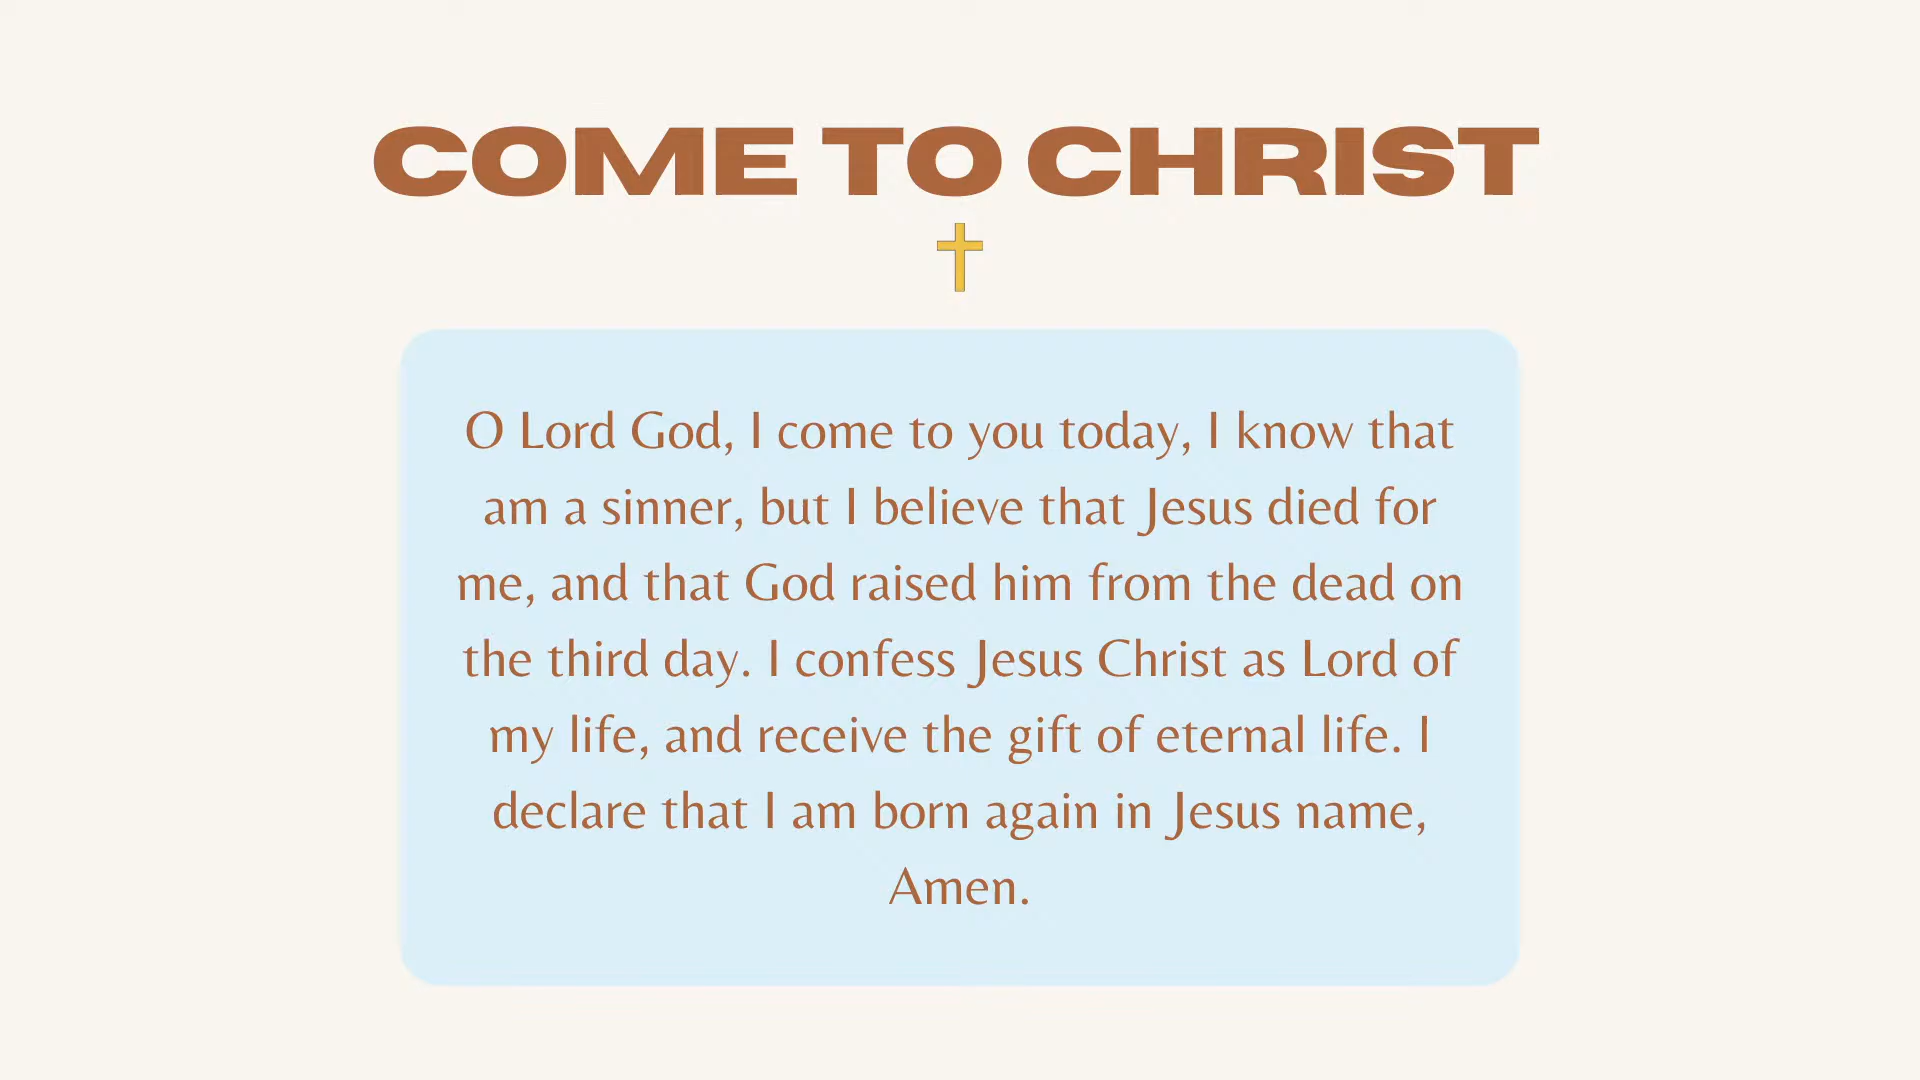 COME TO CHRIST
O Lord God, I come to you today, I know that
am a sinner, but I believe that Jesus died for
me, and that God raised him from the dead on
the third day. I confess Jesus Christ as Lord of
my life, and receive the gift of eternal life. I
declare that I am born again in Jesus name,
Amen.